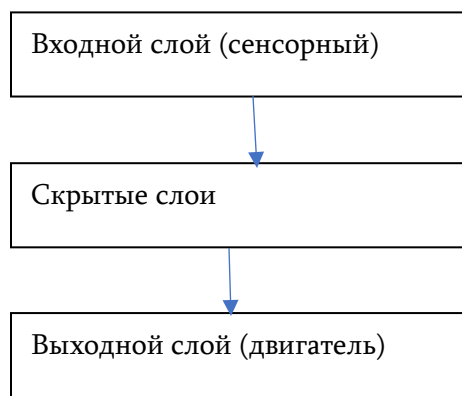 Входной слой (сенсорный)
Скрытые слои
Выходной слой (двигатель)